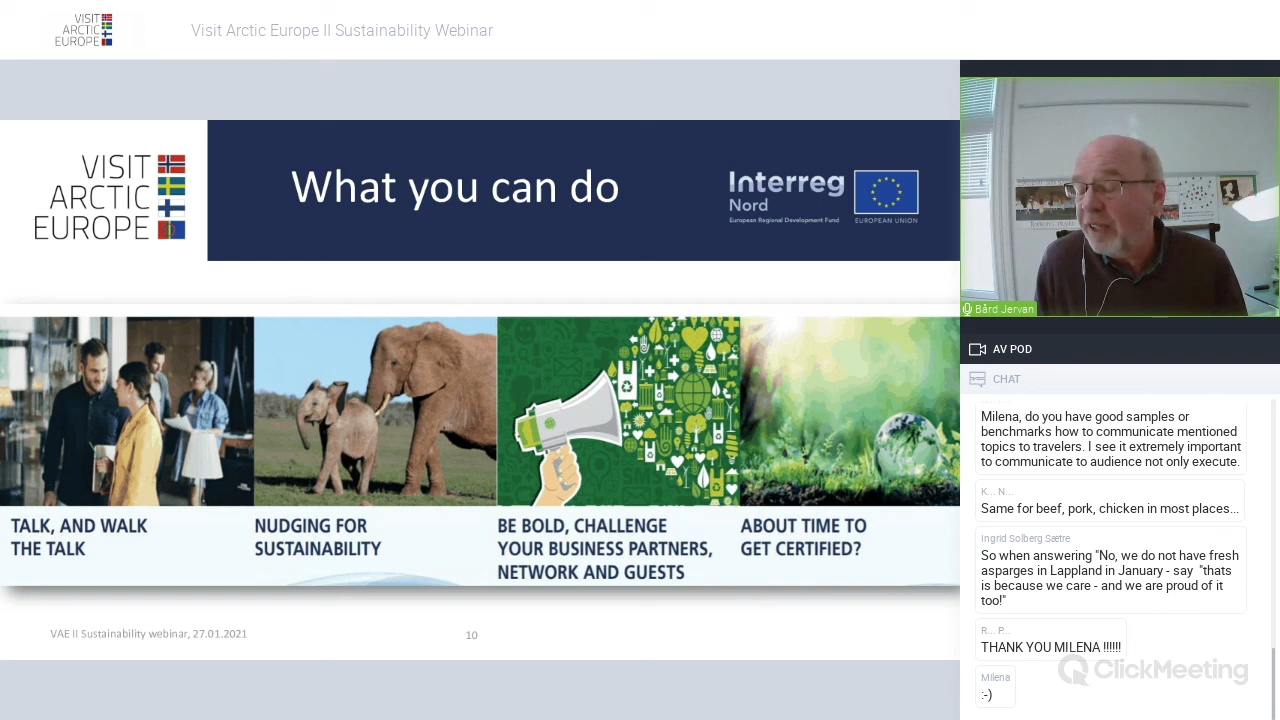 VISIT
ARCTIC
EUROPE
Visit Arctic Europe II Sustainability Webinar
VISIT
ARCTIC
EUROPE
What you can do
Interreg
Nord
European Regional Development Fund
EUROPEAN UNION
TALK, AND WALK
THE TALK
NUDGING FOR
SUSTAINABILITY
BE BOLD, CHALLENGE
YOUR BUSINESS PARTNERS,
NETWORK AND GUESTS
ABOUT TIME TO
GET CERTIFIED?
VAE II Sustainability webinar, 27.01.2021
10
Bård Jervan
AV POD
CHAT
Milena, do you have good samples or
benchmarks how to communicate mentioned
topics to travelers. I see it extremely important
to communicate to audience not only execute.
K... N...
Same for beef, pork, chicken in most places...
Ingrid Solberg Sætre
So when answering "No, we do not have fresh
asparges in Lappland in January - say "thats
is because we care - and we are proud of it
too!"
R... P...
THANK YOU MILENA !!!!!!
Milena
:-)
ClickMeeting